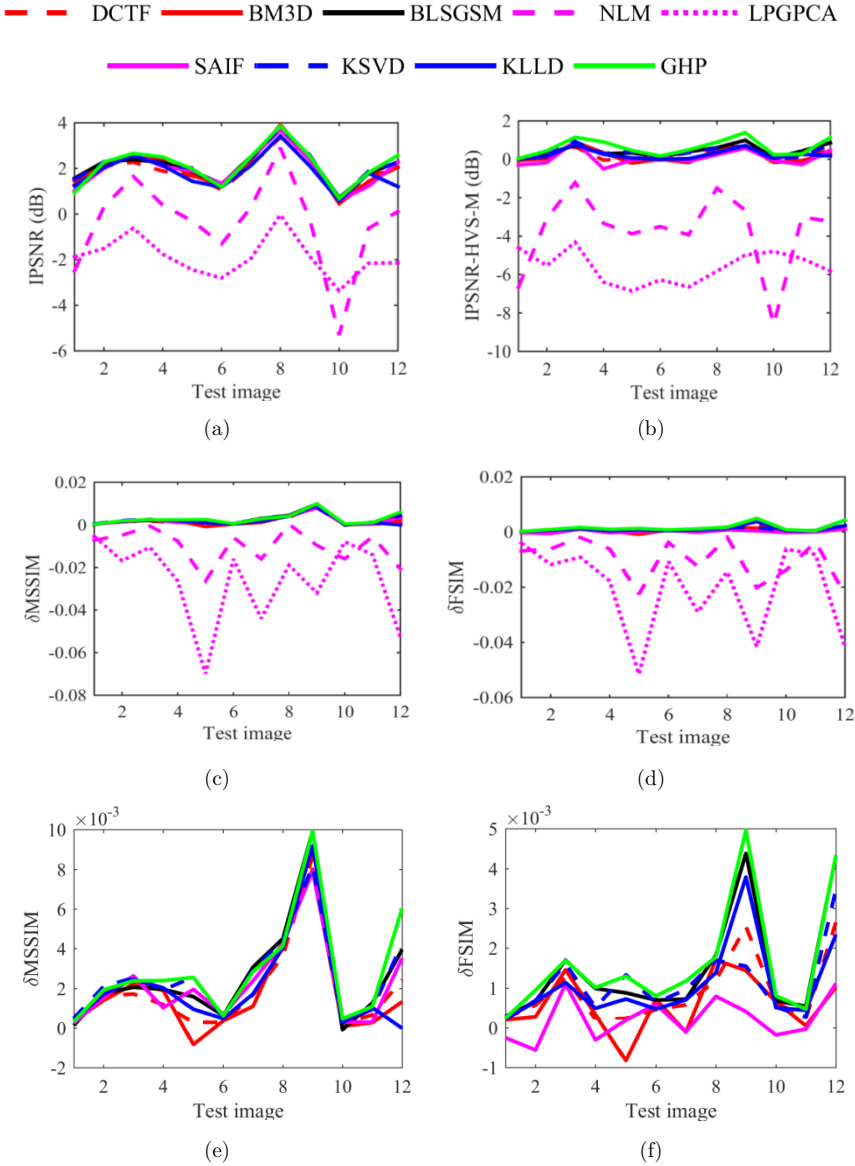 DCTF BM3D BLSGSM NLM LPGPCA
SAIF KSVD KLLD GHP
IPSNR (dB)
4
2
0
-2
-4
-6
2 4 6 8 10 12
Test image
(a)
IPSNR-HVS-M (dB)
2
0
-2
-4
-6
-8
-10
2 4 6 8 10 12
Test image
(b)
δMSSIM
0.02
0
-0.02
-0.04
-0.06
-0.08
2 4 6 8 10 12
Test image
(c)
δFSIM
0.02
0
-0.02
-0.04
-0.06
2 4 6 8 10 12
Test image
(d)
×10⁻³
δMSSIM
10
8
6
4
2
0
-2
2 4 6 8 10 12
Test image
(e)
×10⁻³
δFSIM
5
4
3
2
1
0
-1
2 4 6 8 10 12
Test image
(f)